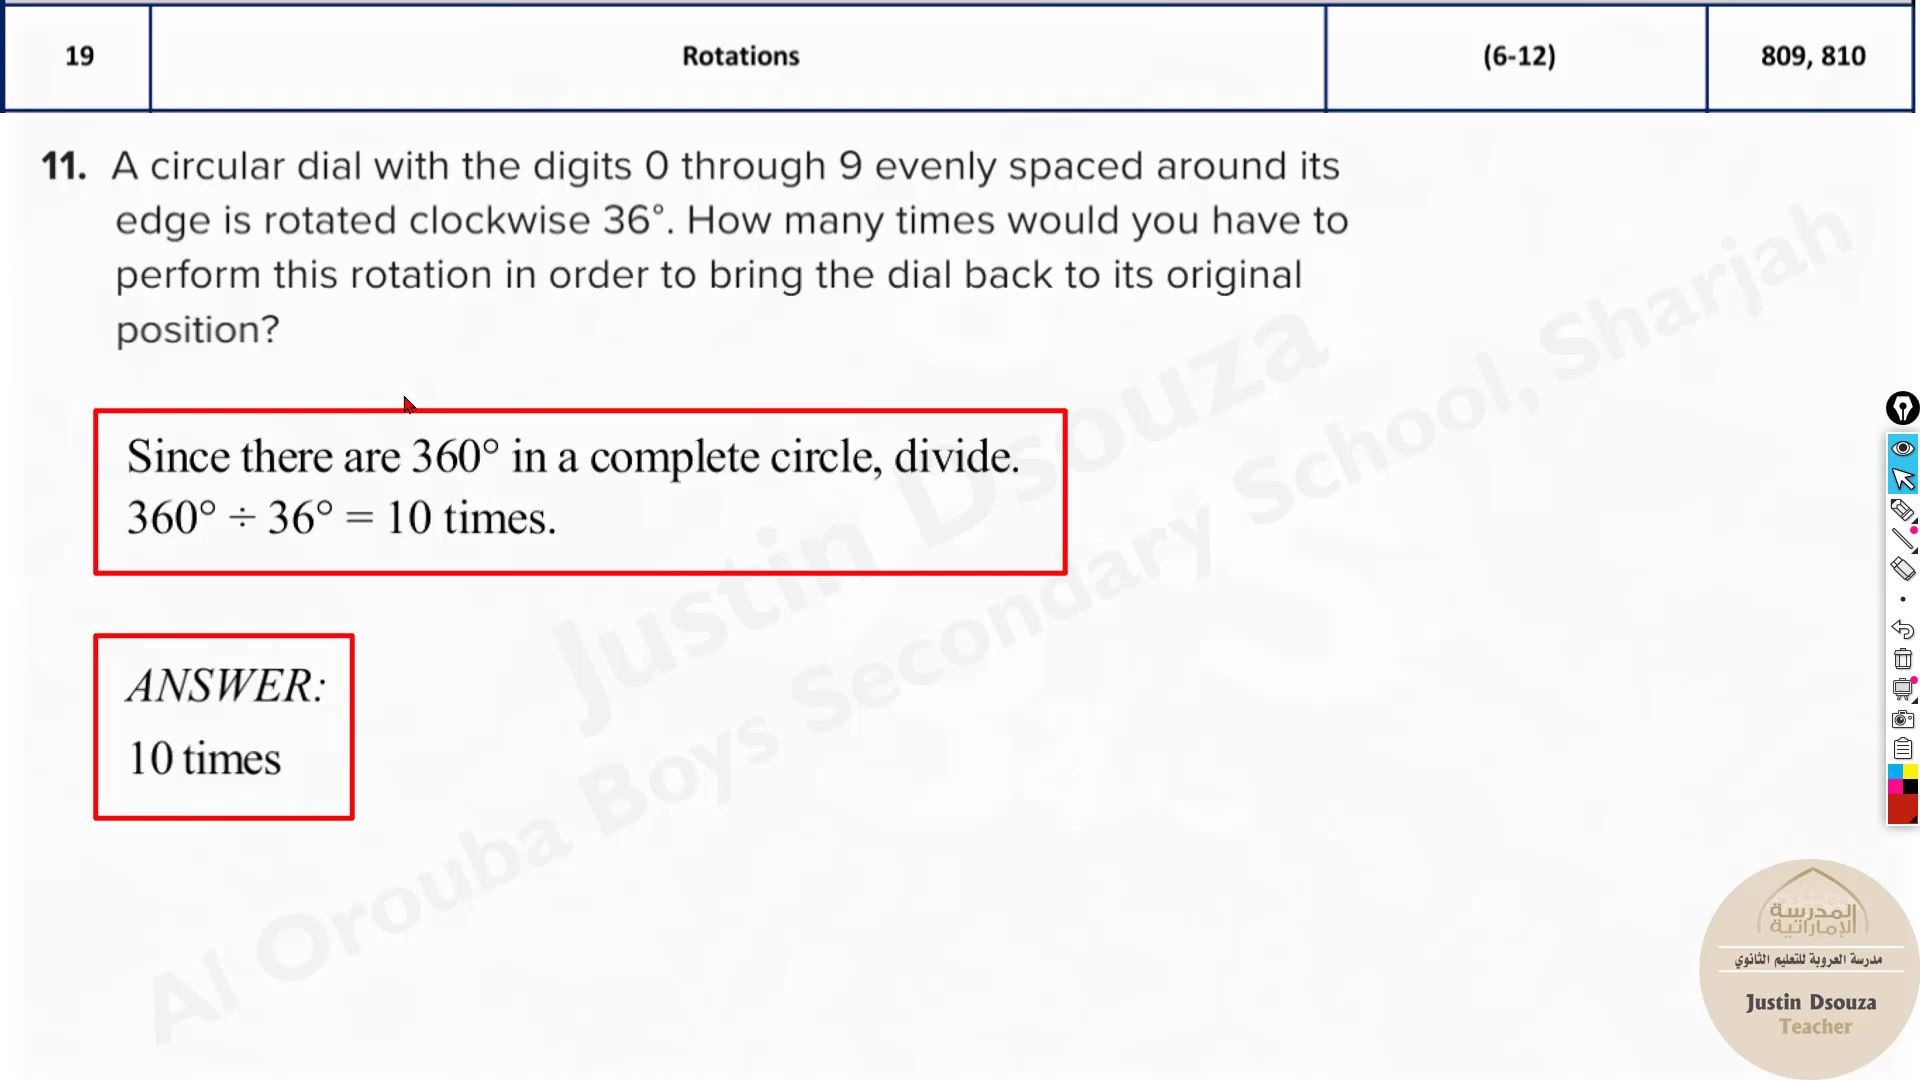 19 Rotations (6-12) 809, 810
11. A circular dial with the digits 0 through 9 evenly spaced around its
edge is rotated clockwise 36°. How many times would you have to
perform this rotation in order to bring the dial back to its original
position?
Since there are 360° in a complete circle, divide.
360° ÷ 36° = 10 times.
ANSWER:
10 times
Justin Dsouza
Al Orouba Boys Secondary School, Sharjah
المدرسة
الإماراتية
مدرسة العروبة للتعليم الثانوي
Justin Dsouza
Teacher